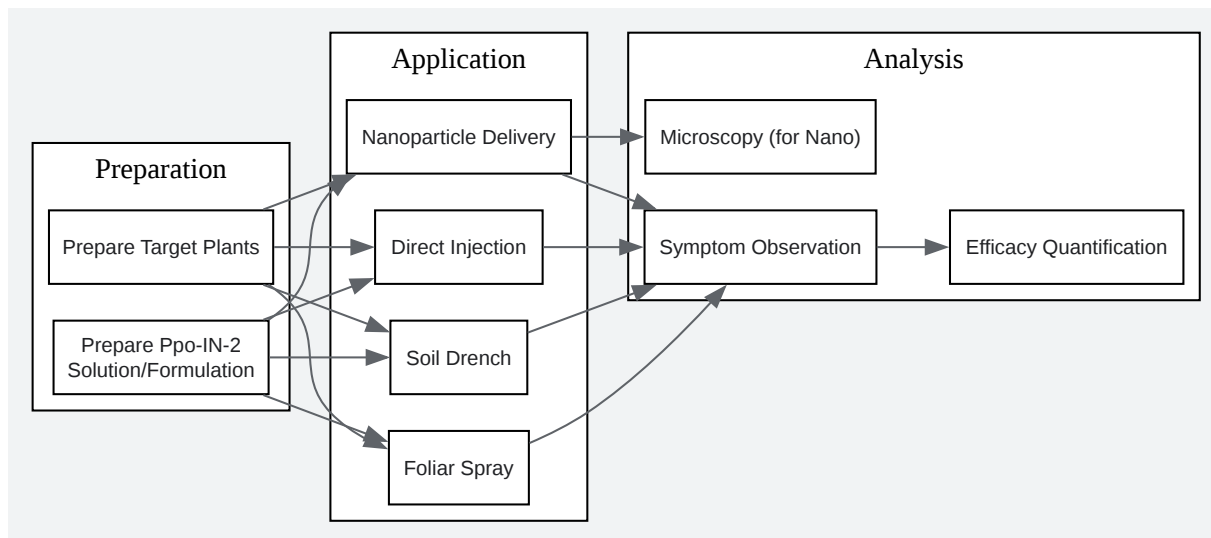 Preparation
Prepare Target Plants
Prepare Ppo-IN-2
Solution/Formulation
Application
Nanoparticle Delivery
Direct Injection
Soil Drench
Foliar Spray
Analysis
Microscopy (for Nano)
Symptom Observation
Efficacy Quantification